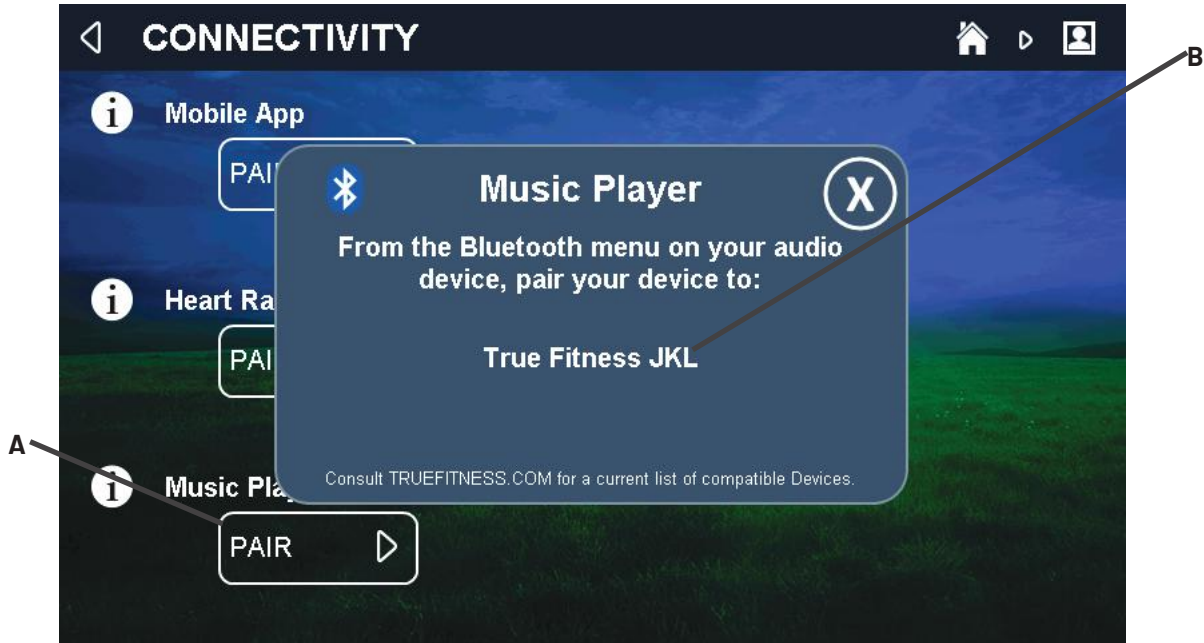 CONNECTIVITY
B
Mobile App
PAI
Music Player
X
From the Bluetooth menu on your audio
device, pair your device to:
Heart Ra
PAI
True Fitness JKL
A
Music Pla
Consult TRUEFITNESS.COM for a current list of compatible Devices.
PAIR